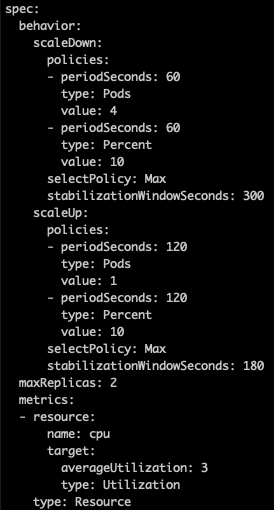 spec:
  behavior:
    scaleDown:
      policies:
      - periodSeconds: 60
        type: Pods
        value: 4
      - periodSeconds: 60
        type: Percent
        value: 10
      selectPolicy: Max
      stabilizationWindowSeconds: 300
    scaleUp:
      policies:
      - periodSeconds: 120
        type: Pods
        value: 1
      - periodSeconds: 120
        type: Percent
        value: 10
      selectPolicy: Max
      stabilizationWindowSeconds: 180
  maxReplicas: 2
  metrics:
  - resource:
      name: cpu
      target:
        averageUtilization: 3
        type: Utilization
    type: Resource